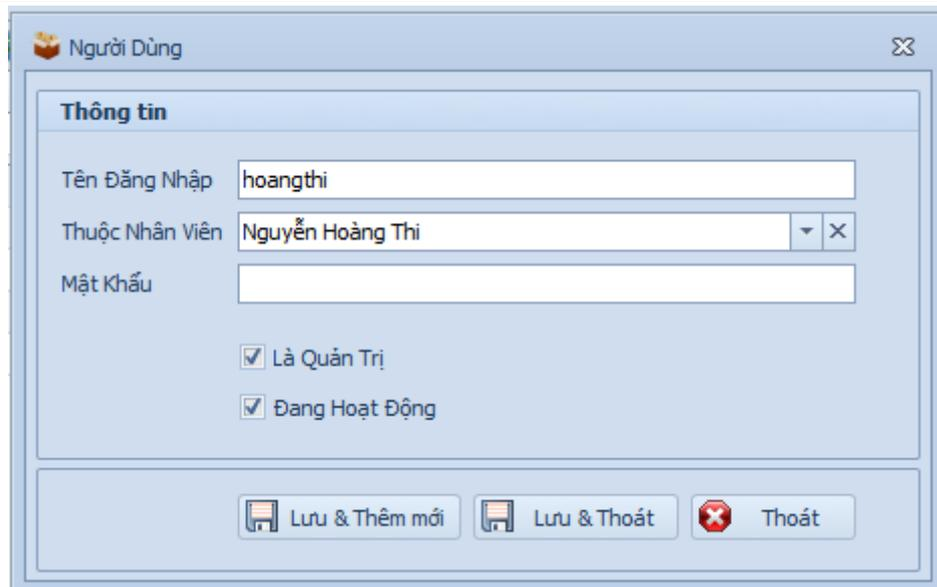 Người Dùng
Thông tin
Tên Đăng Nhập hoangthi
Thuộc Nhân Viên Nguyễn Hoàng Thi
Mật Khẩu
Là Quản Trị
Đang Hoạt Động
Lưu & Thêm mới Lưu & Thoát Thoát